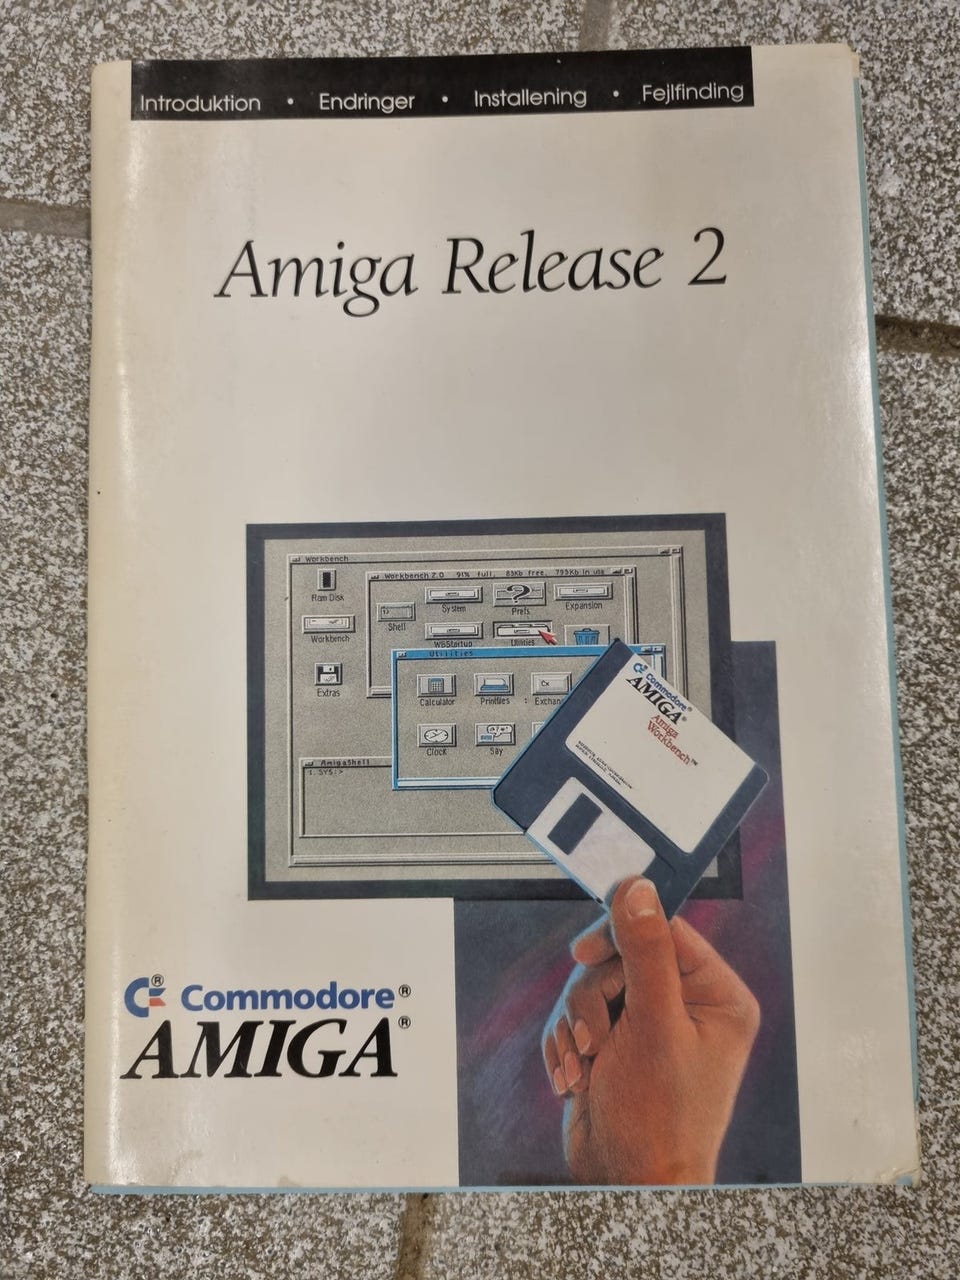 Introduktion • Endringer • Installening • Fejlfinding
Amiga Release 2
Workbench
Workbench 2.0 91% full, 85Kb free, 793Kb in use
Ram Disk
System
Prefs
Expansion
Shell
Workbench
WBStartup
Utilities
Utilities
Extras
Calculator
Printfiles
Exchan
Clock
Say
AmigaShell
1.SYS:>
Commodore®
AMIGA®
Amiga
Workbench™
Commodore®
AMIGA®